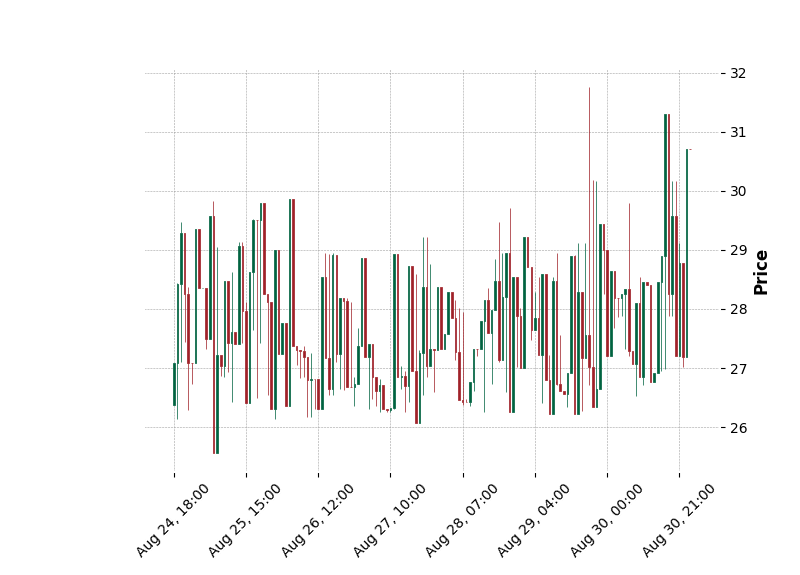 32
31
30
29
28
27
26
Price
Aug 24, 18:00
Aug 25, 15:00
Aug 26, 12:00
Aug 27, 10:00
Aug 28, 07:00
Aug 29, 04:00
Aug 30, 00:00
Aug 30, 21:00